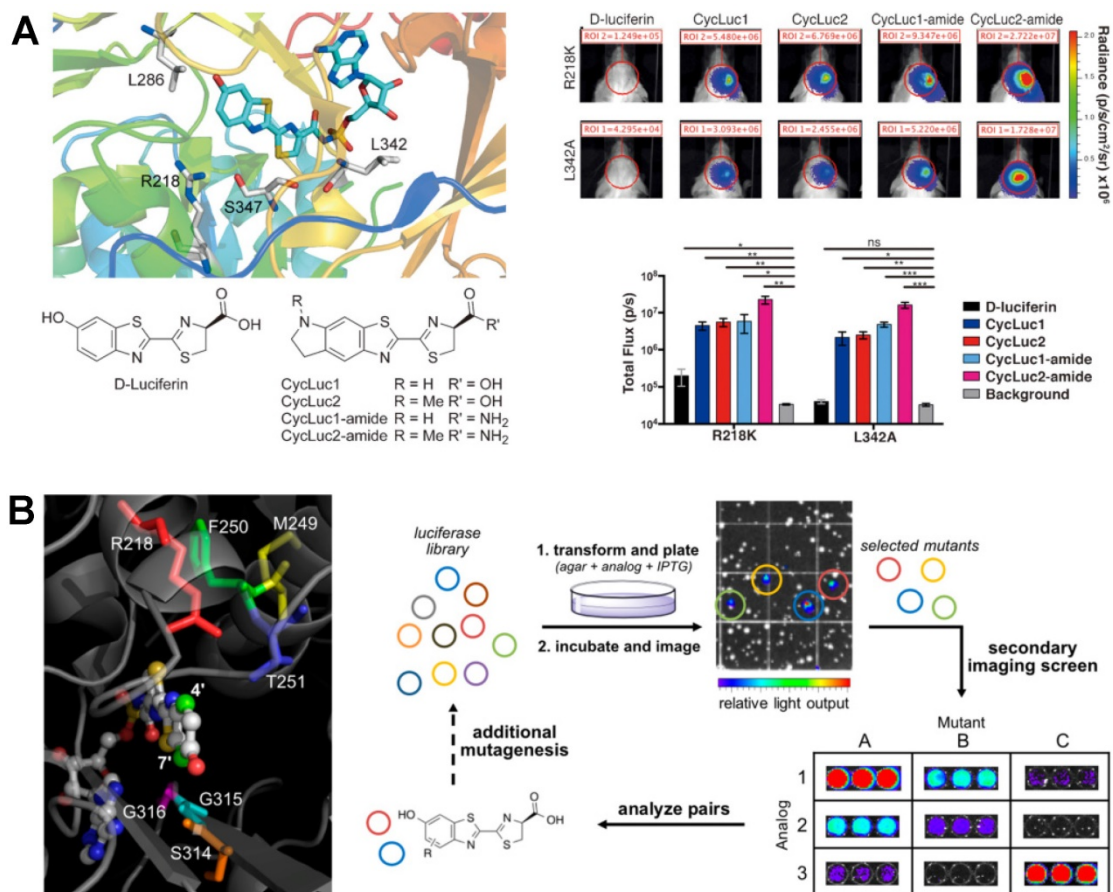 A
L286
R218
S347
L342
HO
N
S
N
S
O
OH
D-Luciferin
R
N
S
N
N
S
O
R'
CycLuc1 R = H R' = OH
CycLuc2 R = Me R' = OH
CycLuc1-amide R = H R' = NH2
CycLuc2-amide R = Me R' = NH2
D-luciferin CycLuc1 CycLuc2 CycLuc1-amide CycLuc2-amide
R218K
ROI 2=1.249e+05 ROI 2=5.480e+06 ROI 2=6.769e+06 ROI 2=9.347e+06 ROI 2=2.722e+07
L342A
ROI 1=4.295e+04 ROI 1=3.093e+06 ROI 1=2.455e+06 ROI 1=5.220e+06 ROI 1=1.728e+07
2.0
1.5
1.0
0.5
Radiance (p/s/cm²/sr) x10⁶
Total Flux (p/s)
10⁸
10⁷
10⁶
10⁵
10⁴
* ** ** * **
ns * ** *** ***
R218K L342A
D-luciferin
CycLuc1
CycLuc2
CycLuc1-amide
CycLuc2-amide
Background
B
R218
F250
M249
T251
4'
7'
G316
G315
S314
luciferase
library
1. transform and plate
(agar + analog + IPTG)
2. incubate and image
relative light output
selected mutants
secondary
imaging screen
Mutant
A B C
Analog
1
2
3
analyze pairs
additional
mutagenesis
HO
R
S
N
N
S
O
OH